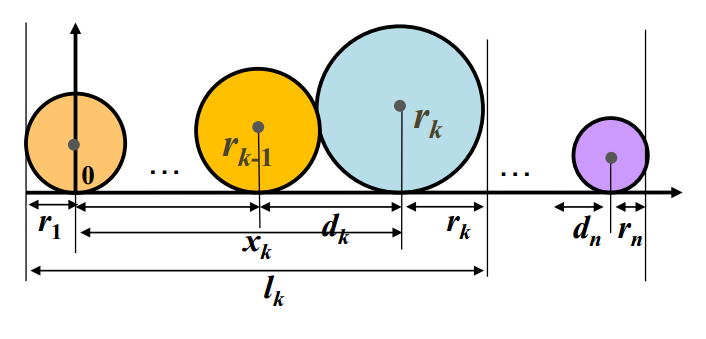 r_k
r_{k-1}
... ...
0
r_1 d_k r_k d_n r_n
x_k
l_k